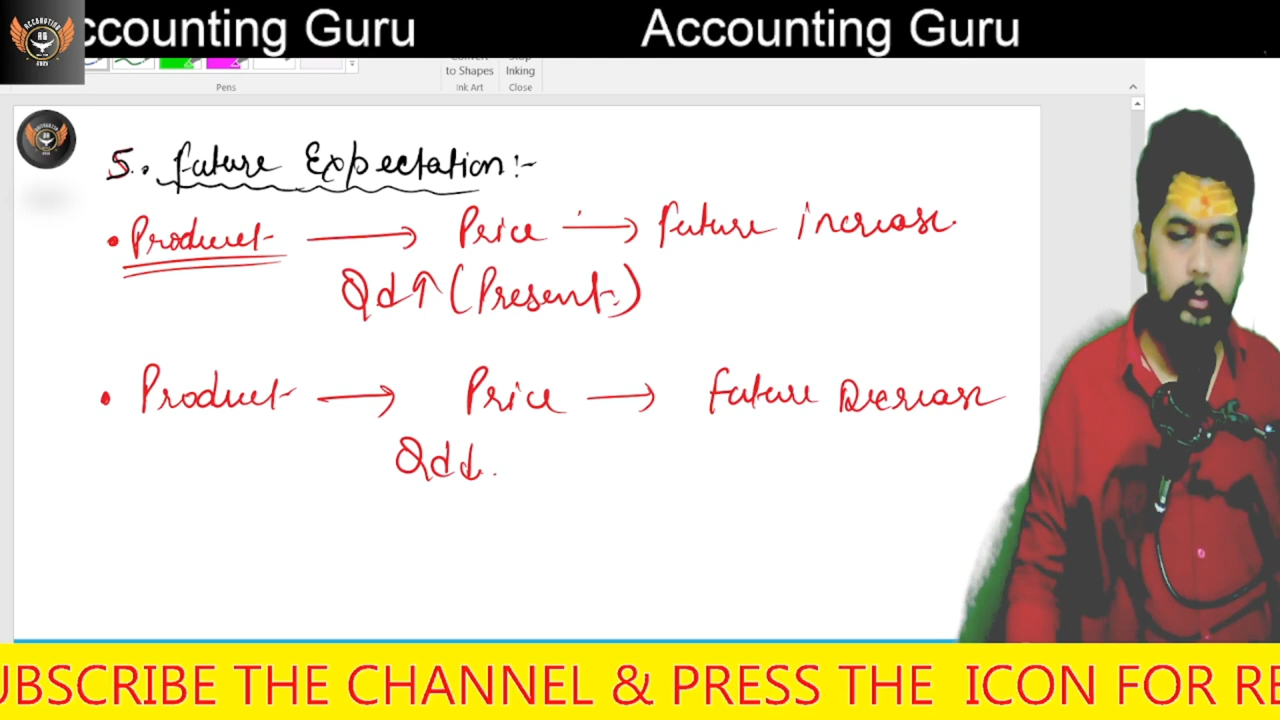 ccounting Guru
Accounting Guru
to Shapes
Inking
Pens
Ink Art
Close
5. Future Expectation :-
• Product → Price → Future increase
Qd↑ (Present)
• Product → Price → Future Decrease
Qd↓
UBSCRIBE THE CHANNEL & PRESS THE ICON FOR RE